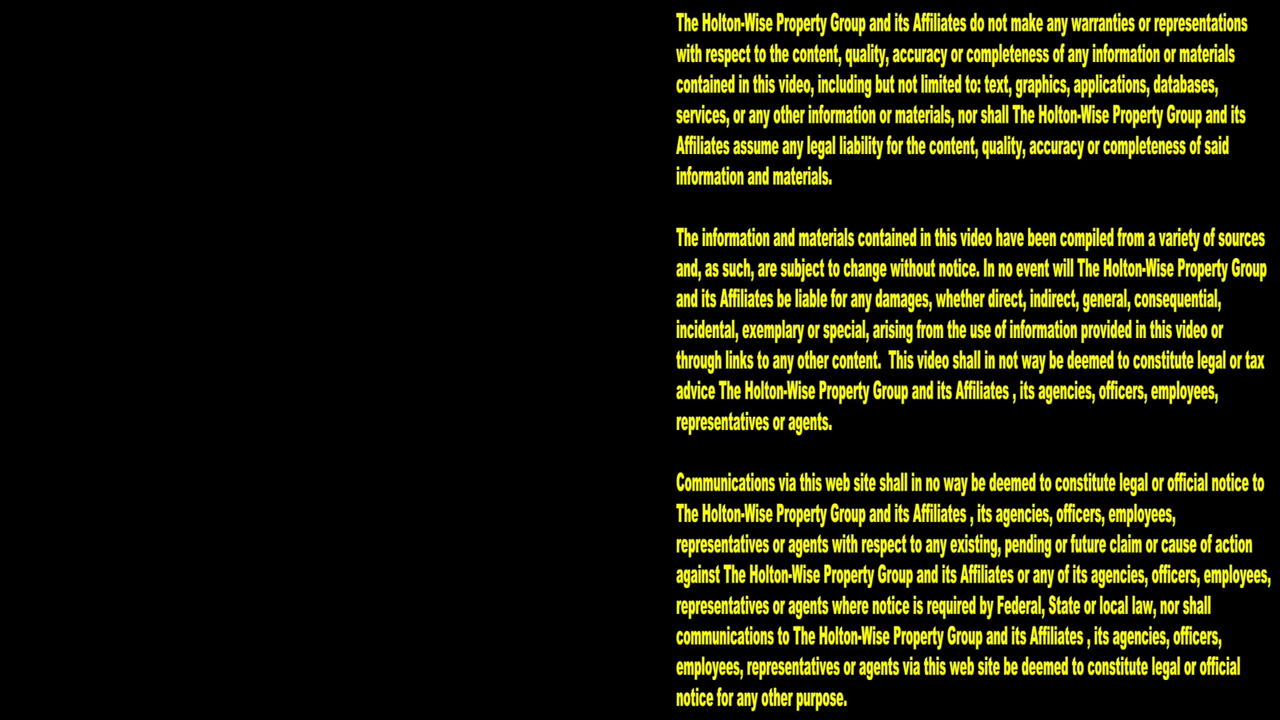 The Holton-Wise Property Group and its Affiliates do not make any warranties or representations
with respect to the content, quality, accuracy or completeness of any information or materials
contained in this video, including but not limited to: text, graphics, applications, databases,
services, or any other information or materials, nor shall The Holton-Wise Property Group and its
Affiliates assume any legal liability for the content, quality, accuracy or completeness of said
information and materials.
The information and materials contained in this video have been compiled from a variety of sources
and, as such, are subject to change without notice. In no event will The Holton-Wise Property Group
and its Affiliates be liable for any damages, whether direct, indirect, general, consequential,
incidental, exemplary or special, arising from the use of information provided in this video or
through links to any other content.  This video shall in not way be deemed to constitute legal or tax
advice The Holton-Wise Property Group and its Affiliates , its agencies, officers, employees,
representatives or agents.
Communications via this web site shall in no way be deemed to constitute legal or official notice to
The Holton-Wise Property Group and its Affiliates , its agencies, officers, employees,
representatives or agents with respect to any existing, pending or future claim or cause of action
against The Holton-Wise Property Group and its Affiliates or any of its agencies, officers, employees,
representatives or agents where notice is required by Federal, State or local law, nor shall
communications to The Holton-Wise Property Group and its Affiliates , its agencies, officers,
employees, representatives or agents via this web site be deemed to constitute legal or official
notice for any other purpose.